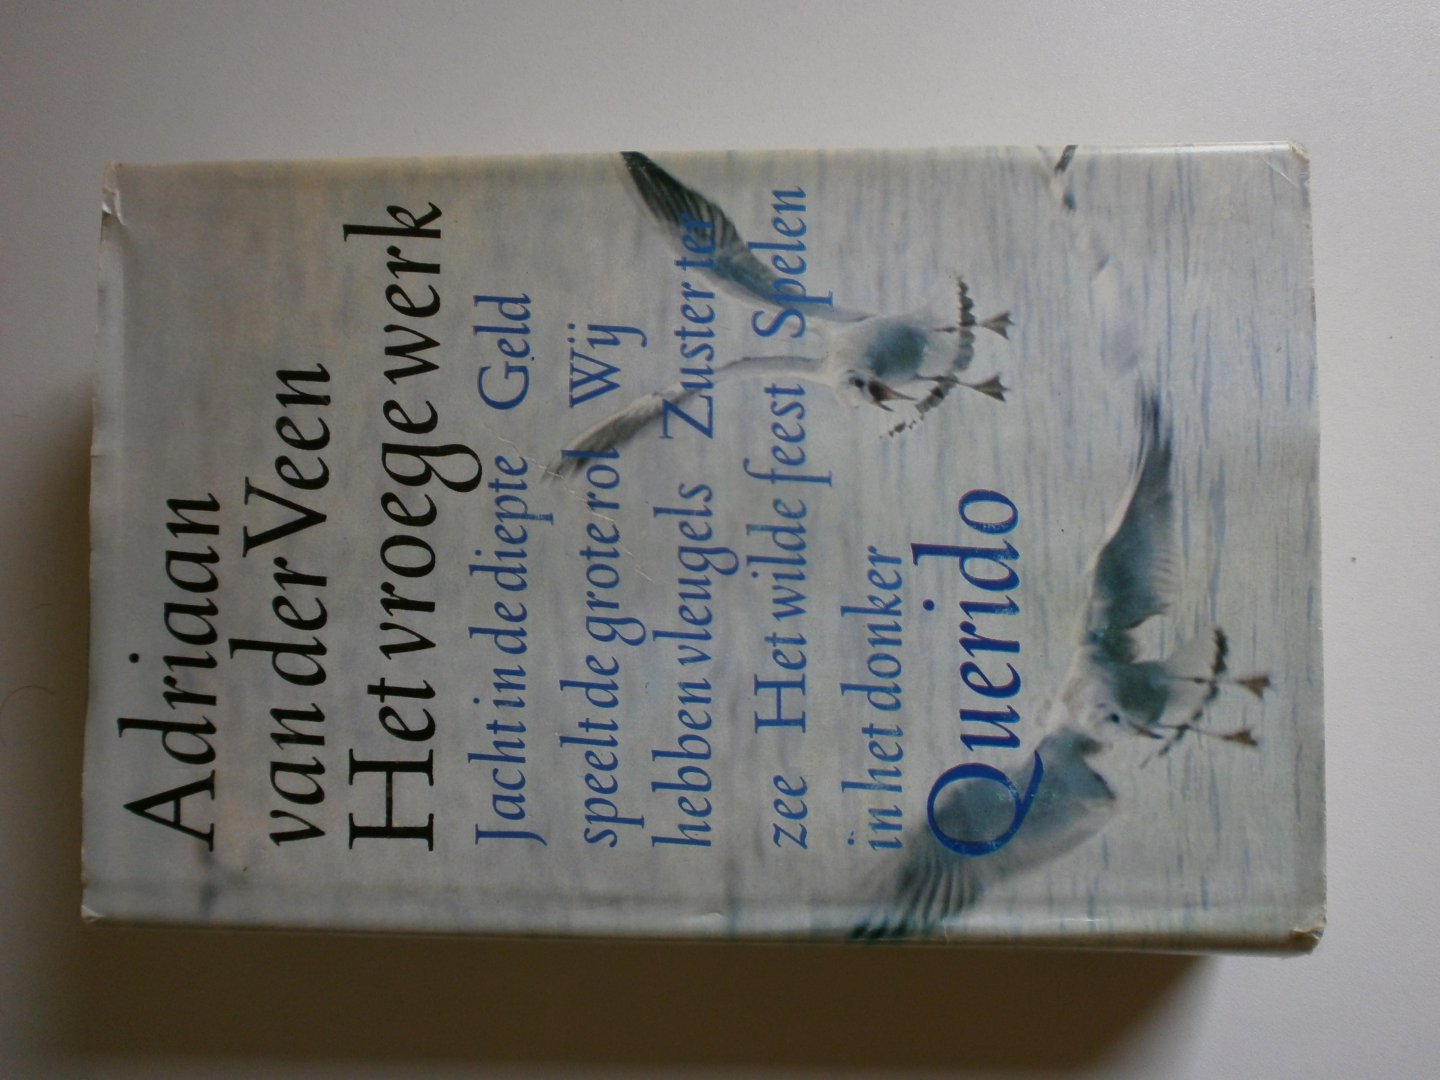 Adriaan
van der Veen
Het vroege werk
Jacht in de diepte Geld
speelt de grote rol Wij
hebben vleugels Zuster ter
zee Het wilde feest Spelen
in het donker
Querido